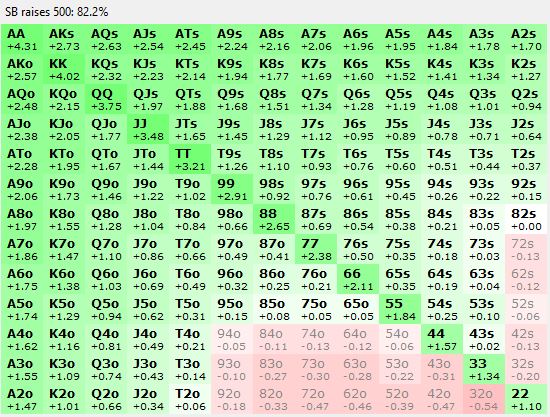 SB raises 500: 82.2%
AA AKs AQs AJs ATs A9s A8s A7s A6s A5s A4s A3s A2s
+4.31 +2.73 +2.63 +2.54 +2.45 +2.24 +2.16 +2.06 +1.96 +1.95 +1.84 +1.78 +1.70
AKo KK KQs KJs KTs K9s K8s K7s K6s K5s K4s K3s K2s
+2.57 +4.02 +2.32 +2.23 +2.14 +1.94 +1.77 +1.69 +1.60 +1.52 +1.41 +1.34 +1.27
AQo KQo QQ QJs QTs Q9s Q8s Q7s Q6s Q5s Q4s Q3s Q2s
+2.48 +2.15 +3.75 +1.97 +1.88 +1.68 +1.51 +1.34 +1.28 +1.19 +1.08 +1.01 +0.94
AJo KJo QJo JJ JTs J9s J8s J7s J6s J5s J4s J3s J2s
+2.38 +2.05 +1.77 +3.48 +1.65 +1.45 +1.29 +1.12 +0.95 +0.89 +0.78 +0.71 +0.64
ATo KTo QTo JTo TT T9s T8s T7s T6s T5s T4s T3s T2s
+2.28 +1.95 +1.67 +1.44 +3.21 +1.26 +1.10 +0.93 +0.76 +0.60 +0.51 +0.44 +0.37
A9o K9o Q9o J9o T9o 99 98s 97s 96s 95s 94s 93s 92s
+2.06 +1.73 +1.46 +1.22 +1.02 +2.91 +0.92 +0.76 +0.61 +0.45 +0.26 +0.22 +0.15
A8o K8o Q8o J8o T8o 98o 88 87s 86s 85s 84s 83s 82s
+1.97 +1.55 +1.28 +1.04 +0.84 +0.66 +2.65 +0.69 +0.54 +0.38 +0.21 +0.05 +0.00
A7o K7o Q7o J7o T7o 97o 87o 77 76s 75s 74s 73s 72s
+1.86 +1.47 +1.10 +0.86 +0.66 +0.49 +0.41 +2.38 +0.50 +0.35 +0.18 +0.03 -0.13
A6o K6o Q6o J6o T6o 96o 86o 76o 66 65s 64s 63s 62s
+1.75 +1.38 +1.03 +0.69 +0.49 +0.32 +0.25 +0.21 +2.11 +0.35 +0.19 +0.04 -0.12
A5o K5o Q5o J5o T5o 95o 85o 75o 65o 55 54s 53s 52s
+1.74 +1.29 +0.94 +0.62 +0.31 +0.15 +0.08 +0.05 +0.05 +1.84 +0.25 +0.10 -0.06
A4o K4o Q4o J4o T4o 94o 84o 74o 64o 54o 44 43s 42s
+1.62 +1.16 +0.81 +0.49 +0.21 -0.05 -0.11 -0.13 -0.12 -0.06 +1.57 +0.02 -0.13
A3o K3o Q3o J3o T3o 93o 83o 73o 63o 53o 43o 33 32s
+1.55 +1.09 +0.74 +0.43 +0.14 -0.10 -0.27 -0.30 -0.28 -0.22 -0.31 +1.34 -0.20
A2o K2o Q2o J2o T2o 92o 82o 72o 62o 52o 42o 32o 22
+1.47 +1.01 +0.66 +0.34 +0.06 -0.18 -0.33 -0.47 -0.46 -0.39 -0.47 -0.54 +1.10